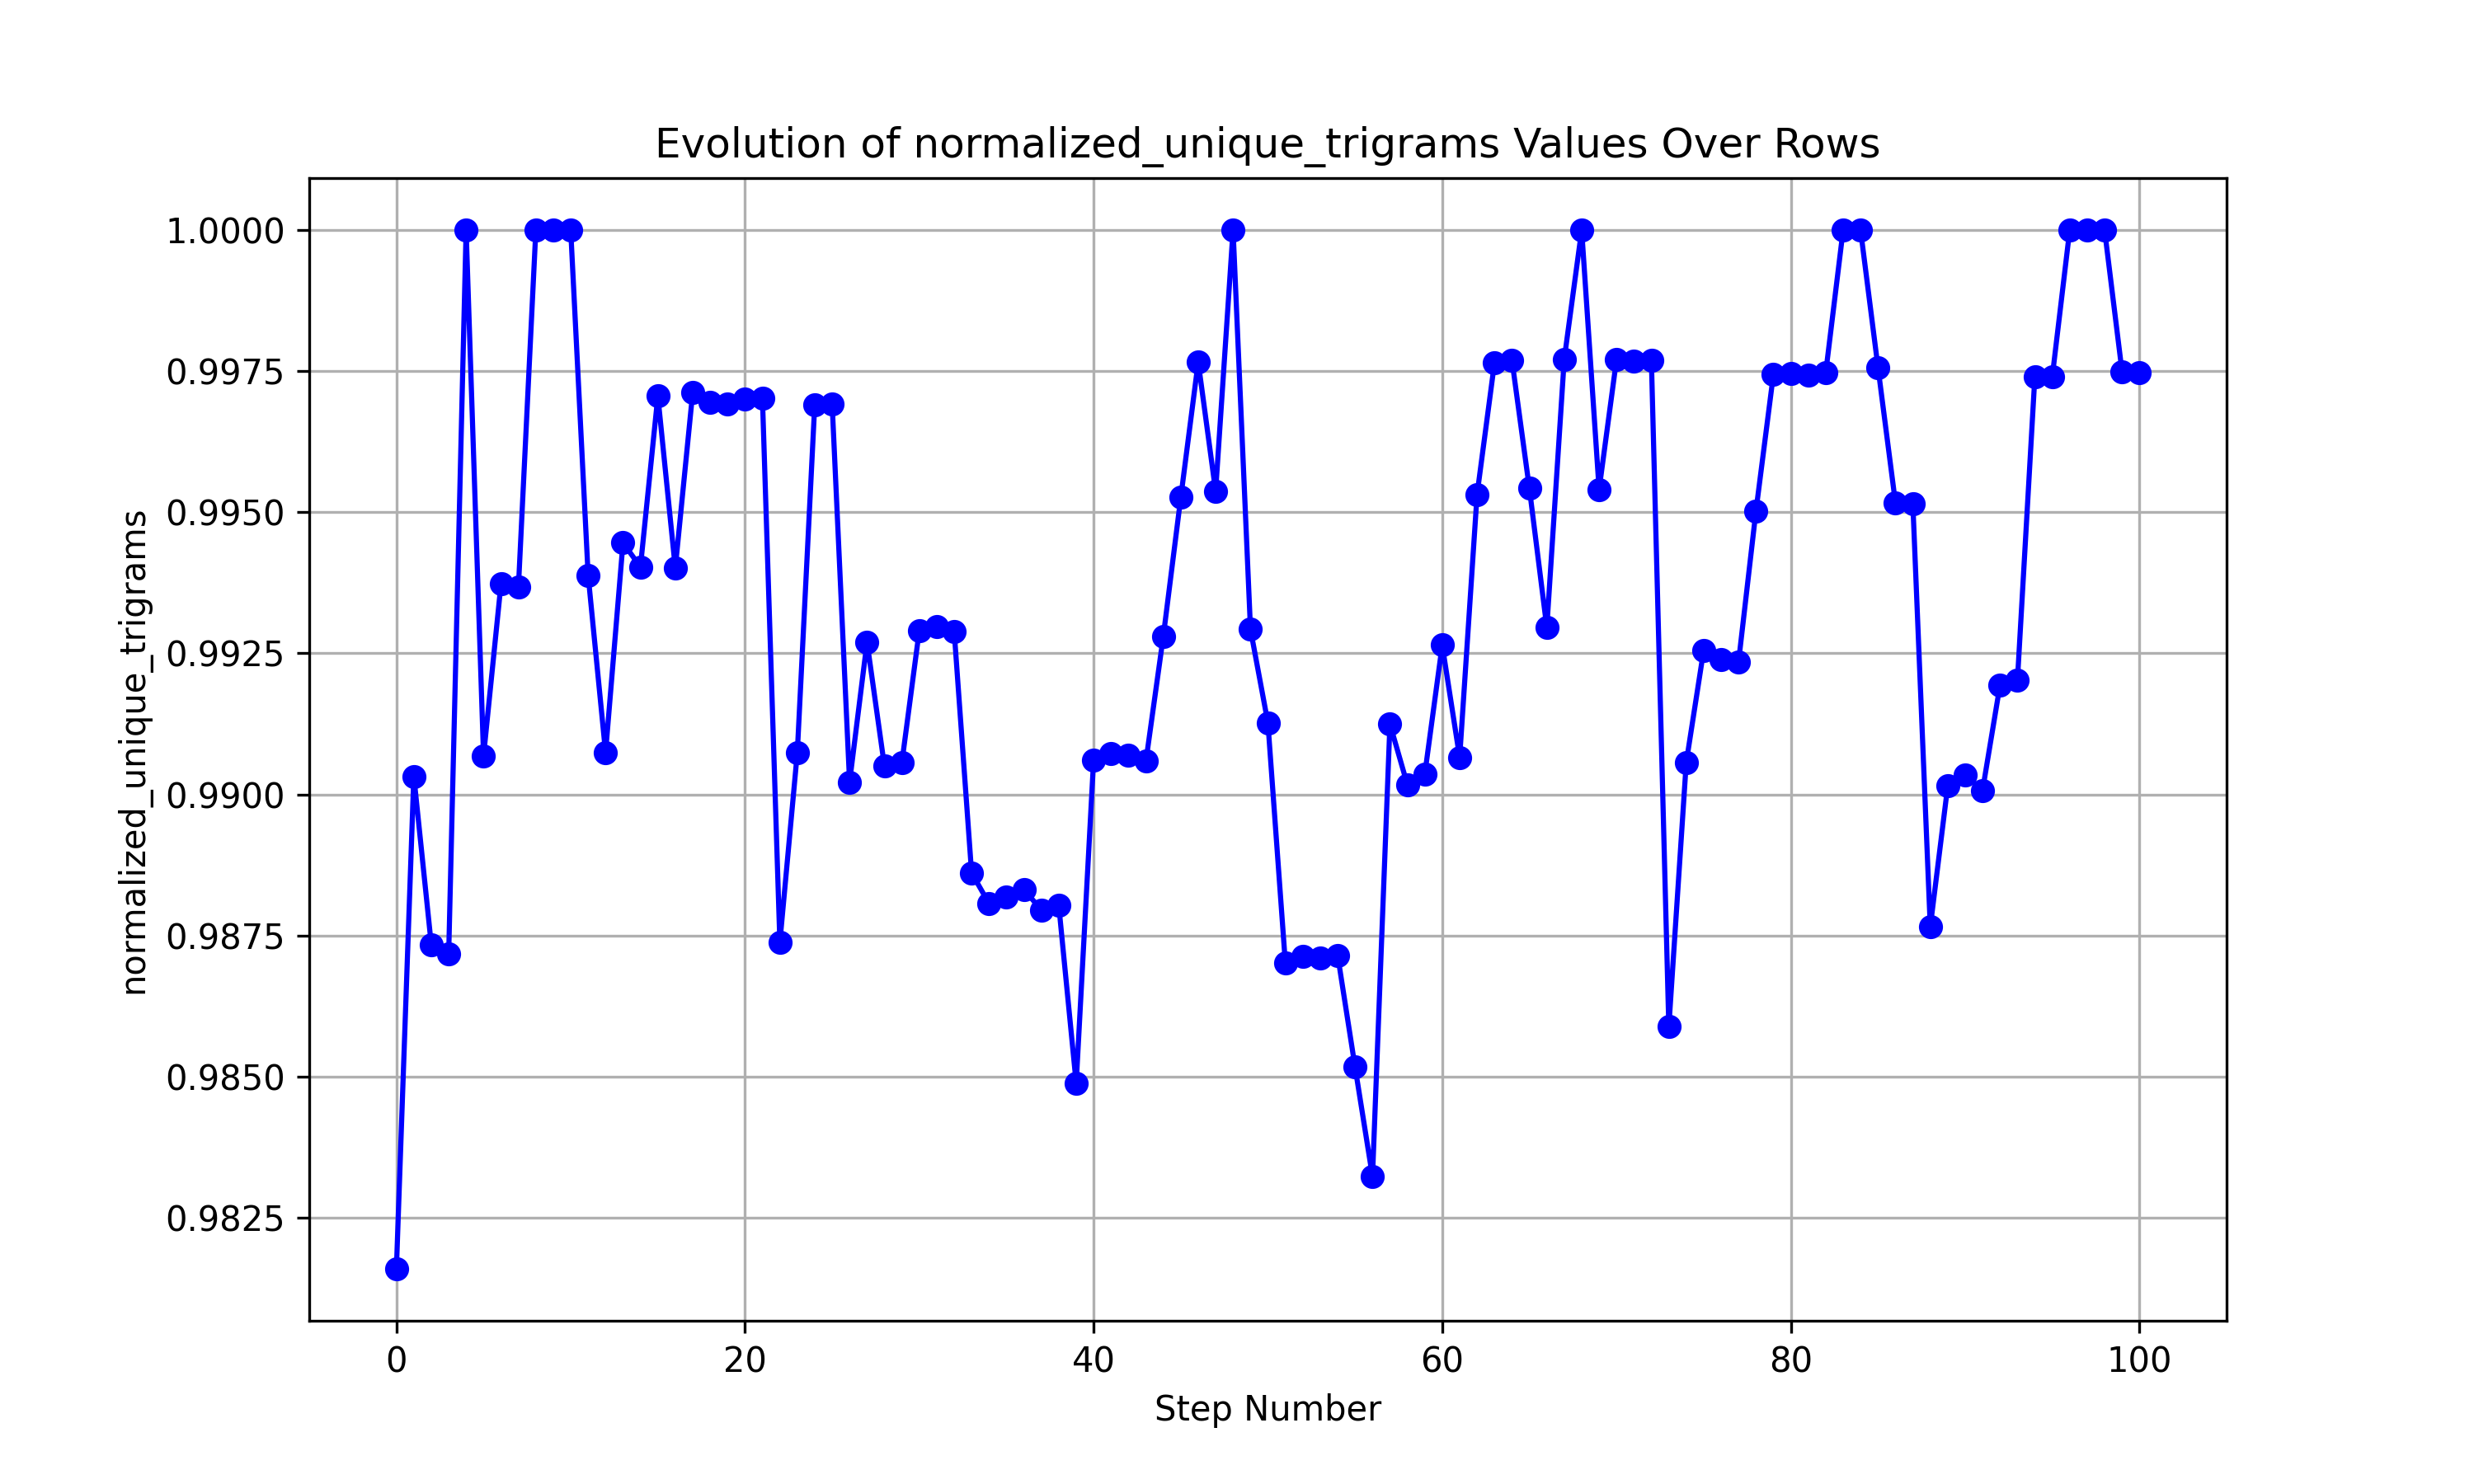 Evolution of normalized_unique_trigrams Values Over Rows
normalized_unique_trigrams
1.0000
0.9975
0.9950
0.9925
0.9900
0.9875
0.9850
0.9825
0 20 40 60 80 100
Step Number